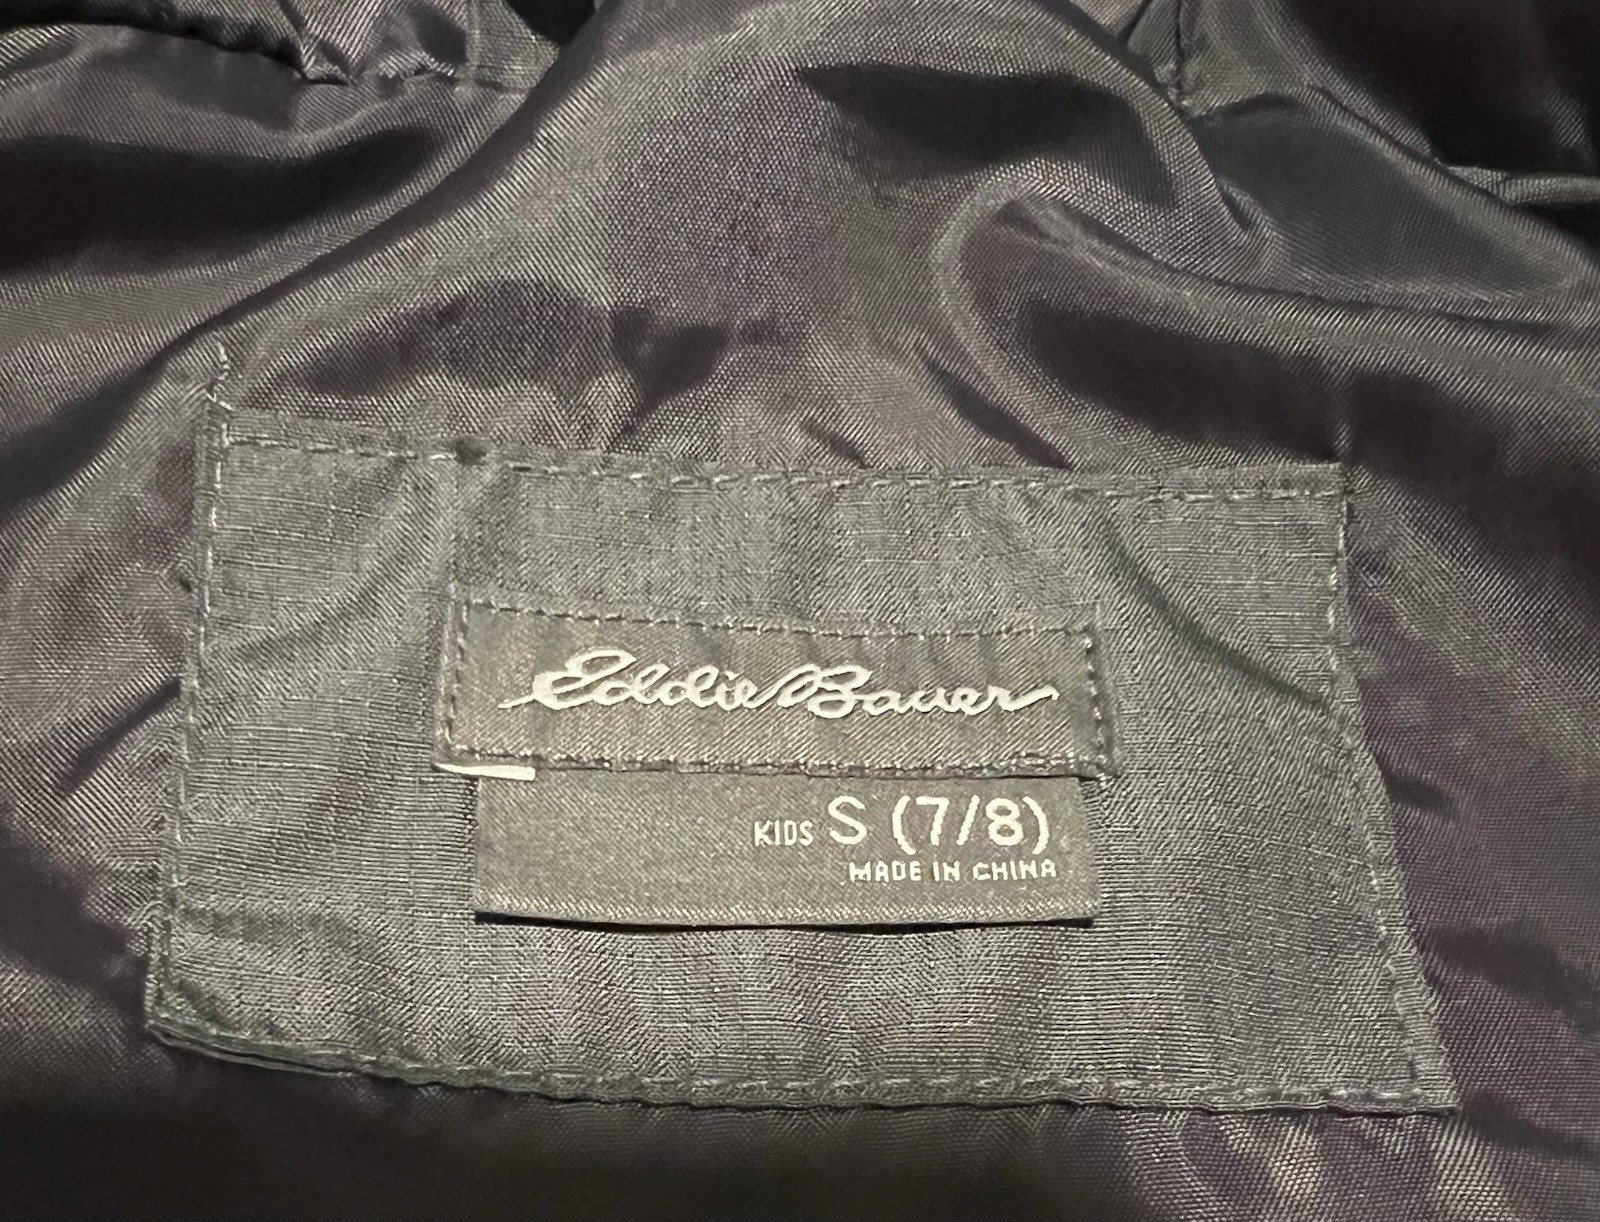 Eddie Bauer
KIDS S (7/8)
MADE IN CHINA